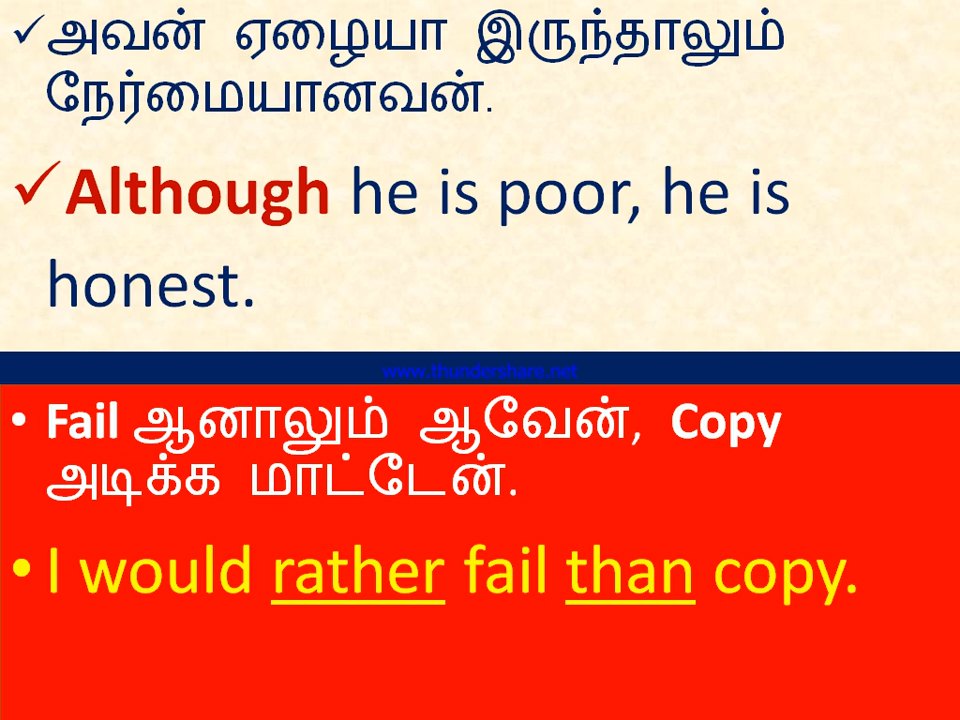 ✓அவன் ஏழையா இருந்தாலும்
நேர்மையானவன்.
✓Although he is poor, he is
honest.
www.thundershare.net
• Fail ஆனாலும் ஆவேன், Copy
அடிக்க மாட்டேன்.
• I would rather fail than copy.